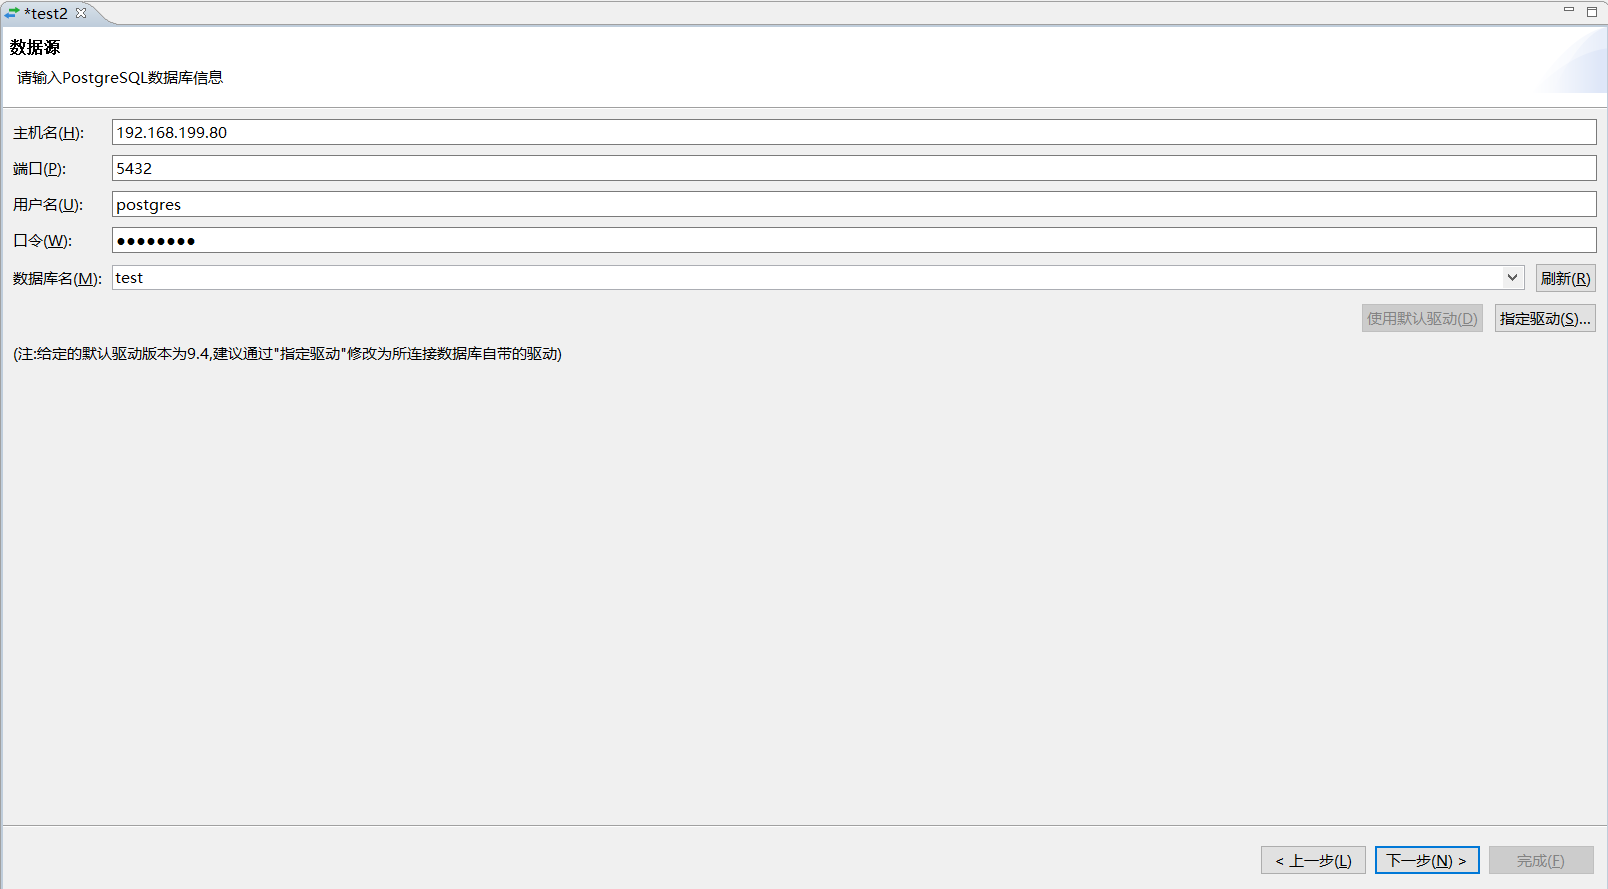 *test2
数据源
请输入PostgreSQL数据库信息
主机名(H): 192.168.199.80
端口(P): 5432
用户名(U): postgres
口令(W): ●●●●●●●●
数据库名(M): test 刷新(R)
使用默认驱动(D) 指定驱动(S)...
(注:给定的默认驱动版本为9.4,建议通过"指定驱动"修改为所连接数据库自带的驱动)
< 上一步(L) 下一步(N) > 完成(F)